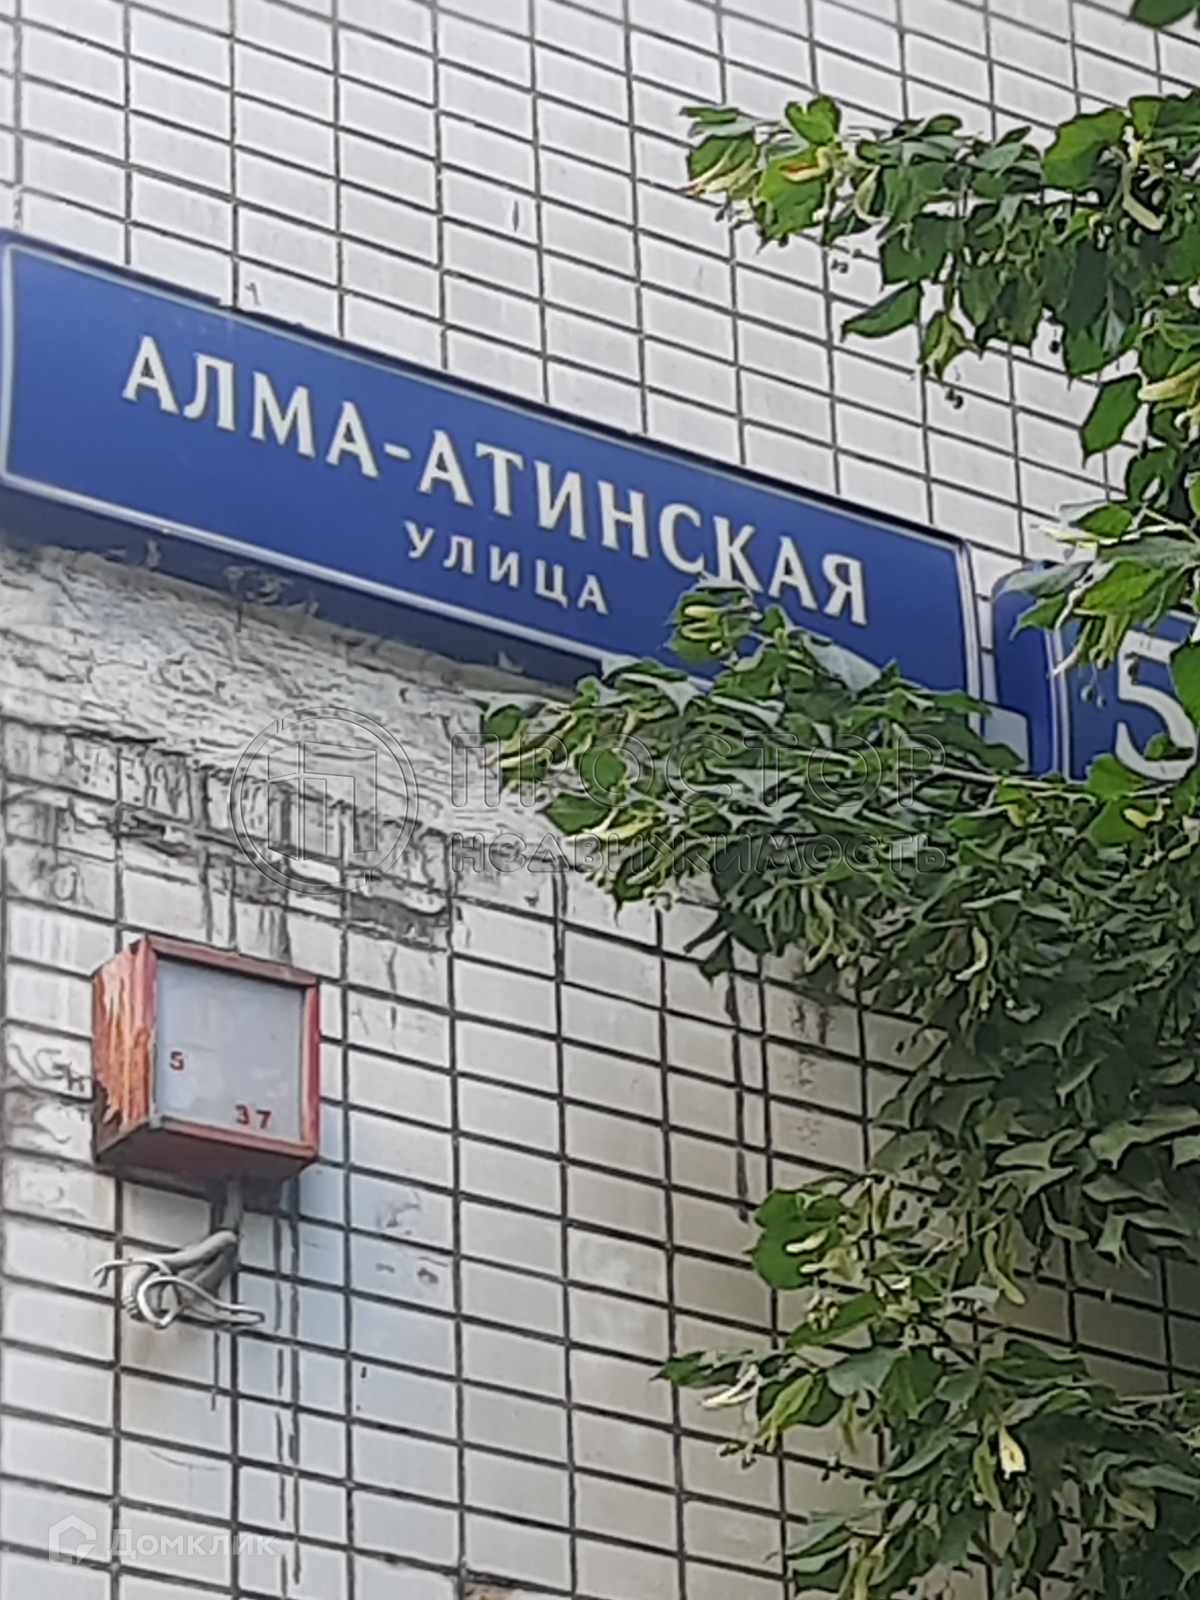 АЛМА-АТИНСКАЯ
УЛИЦА
5
ПРОСТОР
НЕДВИЖИМОСТЬ
5
37
Домклик